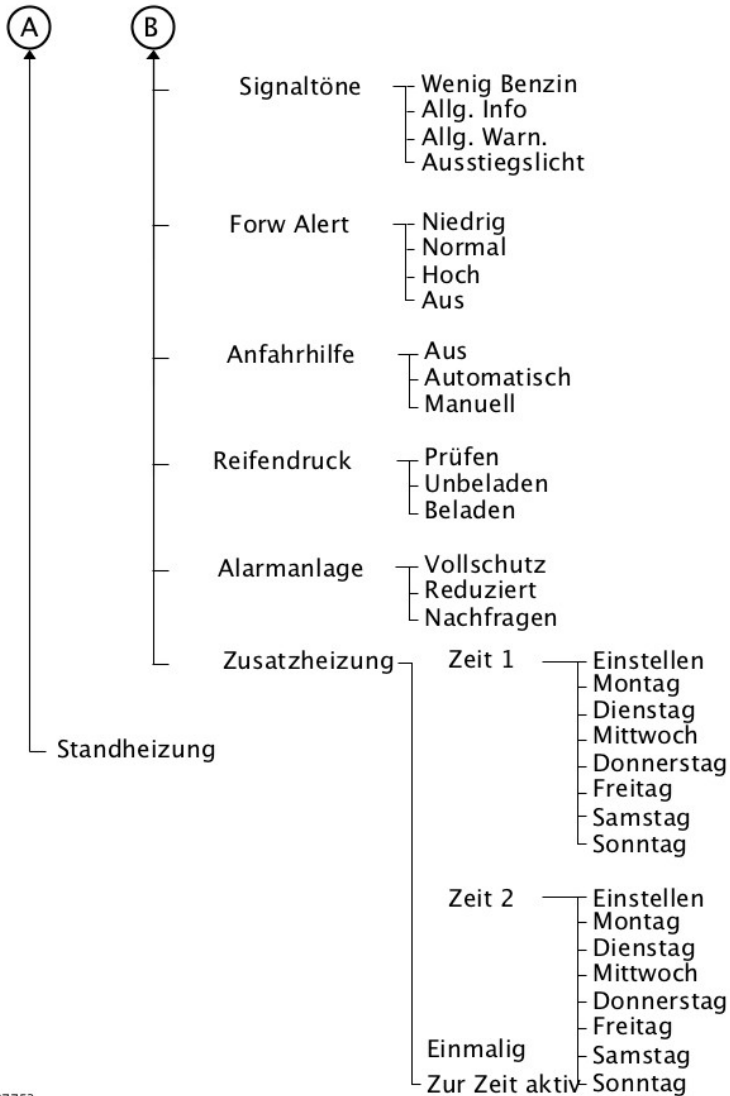 A B
Signaltöne
Wenig Benzin
Allg. Info
Allg. Warn.
Ausstiegslicht
Forw Alert
Niedrig
Normal
Hoch
Aus
Anfahrhilfe
Aus
Automatisch
Manuell
Reifendruck
Prüfen
Unbeladen
Beladen
Alarmanlage
Vollschutz
Reduziert
Nachfragen
Zusatzheizung
Zeit 1
Einstellen
Montag
Dienstag
Mittwoch
Donnerstag
Freitag
Samstag
Sonntag
Standheizung
Zeit 2
Einstellen
Montag
Dienstag
Mittwoch
Donnerstag
Freitag
Samstag
Sonntag
Einmalig
Zur Zeit aktiv